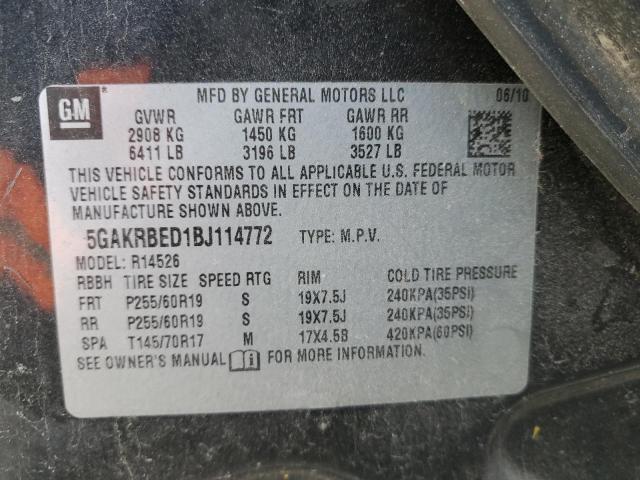 GM
MFD BY GENERAL MOTORS LLC 06/10
GVWR GAWR FRT GAWR RR
2908 KG 1450 KG 1600 KG
6411 LB 3196 LB 3527 LB
THIS VEHICLE CONFORMS TO ALL APPLICABLE U.S. FEDERAL MOTOR
VEHICLE SAFETY STANDARDS IN EFFECT ON THE DATE OF
MANUFACTURE SHOWN ABOVE.
5GAKRBED1BJ114772 TYPE: M.P.V.
MODEL: R14526
RBBH TIRE SIZE SPEED RTG RIM COLD TIRE PRESSURE
FRT P255/60R19 S 19X7.5J 240KPA(35PSI)
RR P255/60R19 S 19X7.5J 240KPA(35PSI)
SPA T145/70R17 M 17X4.5B 420KPA(60PSI)
SEE OWNER'S MANUAL FOR MORE INFORMATION.